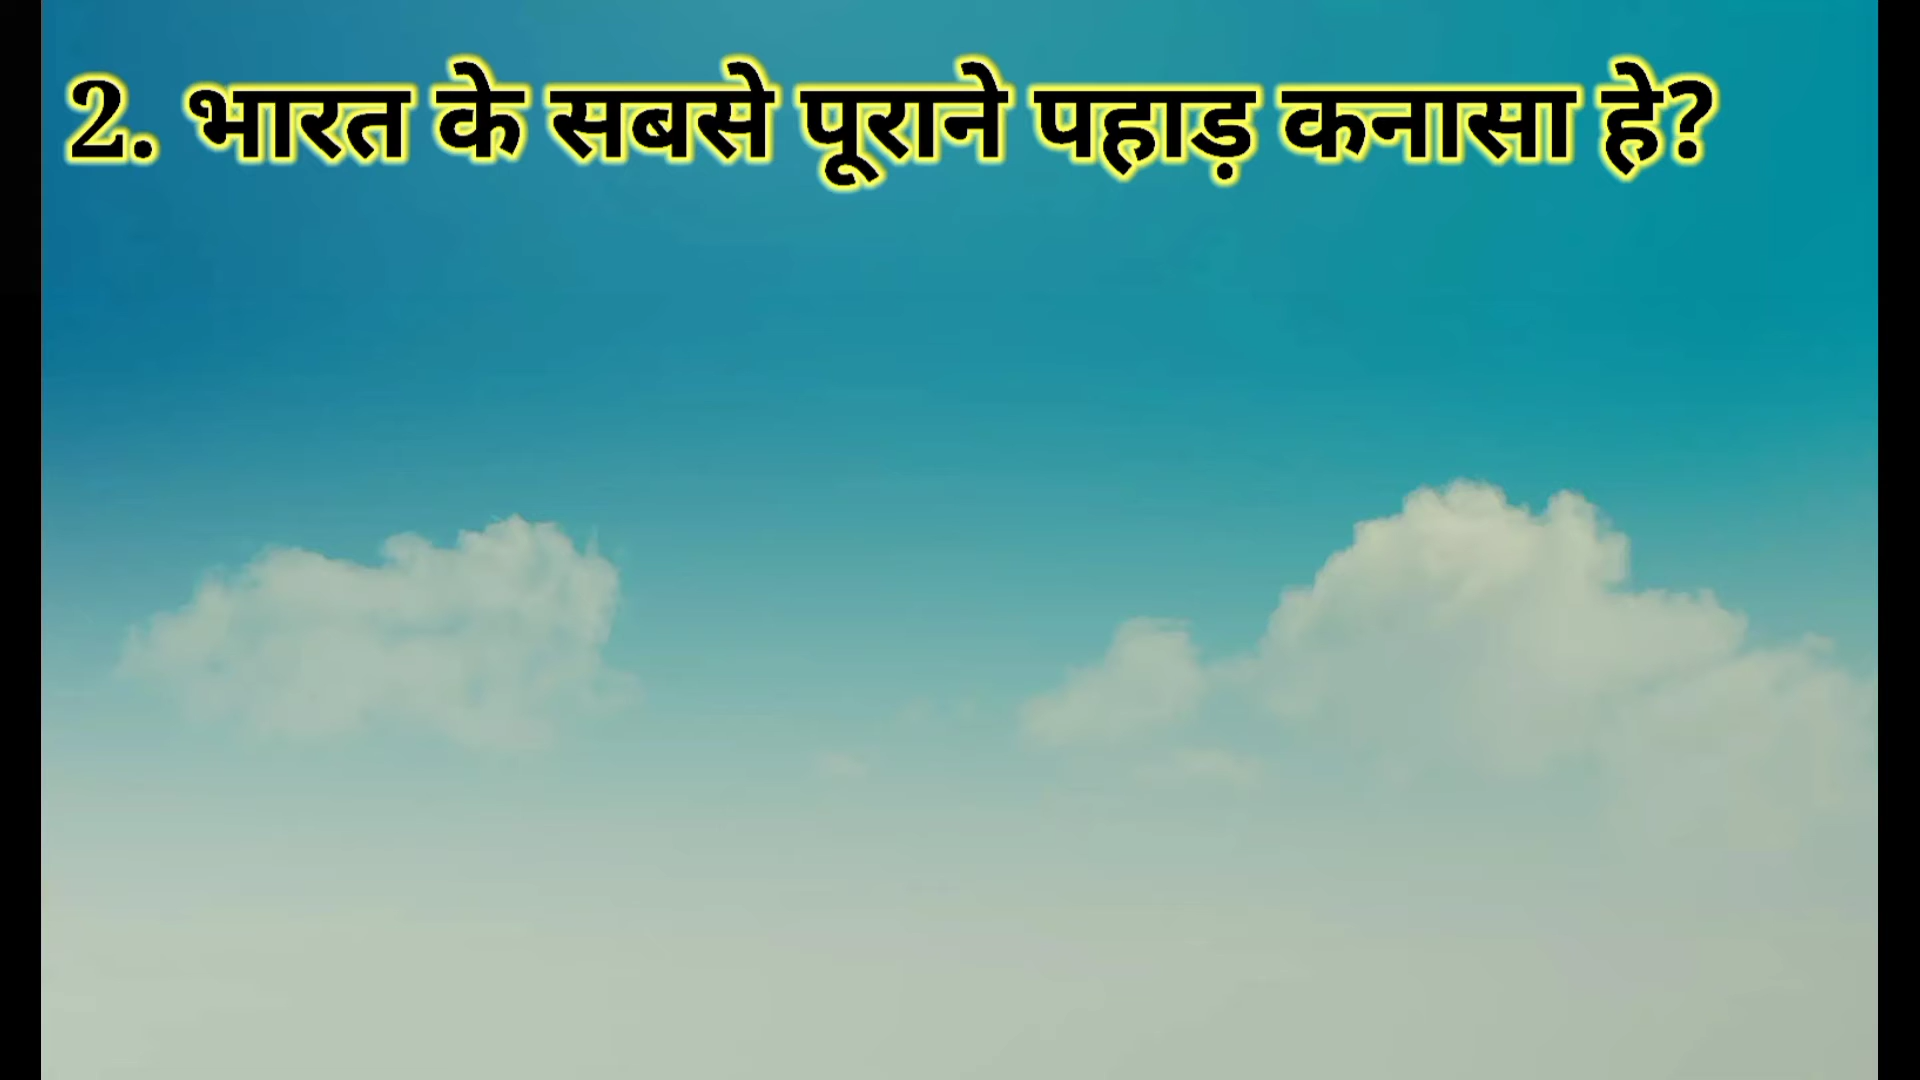 2. भारत के सबसे पूराने पहाड़ कनासा हे?